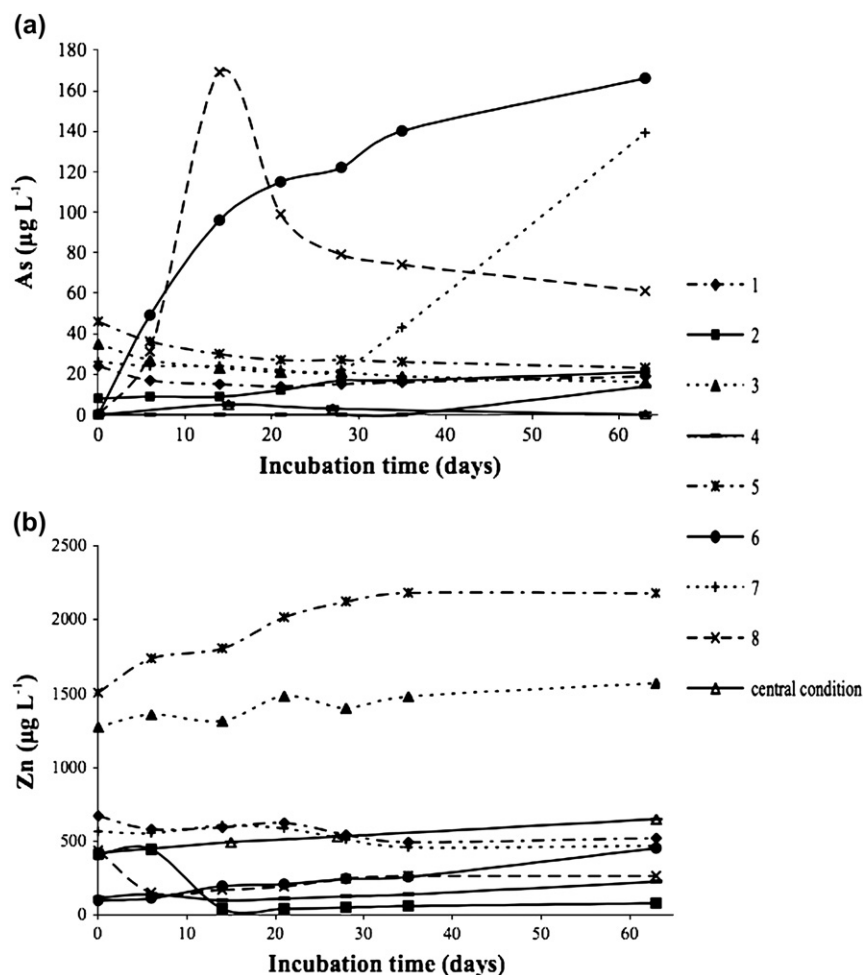 (a)
180
160
140
120
100
80
60
40
20
0
As (µg L⁻¹)
0 10 20 30 40 50 60
Incubation time (days)
1
2
3
4
5
6
7
8
central condition
(b)
2500
2000
1500
1000
500
0
Zn (µg L⁻¹)
0 10 20 30 40 50 60
Incubation time (days)